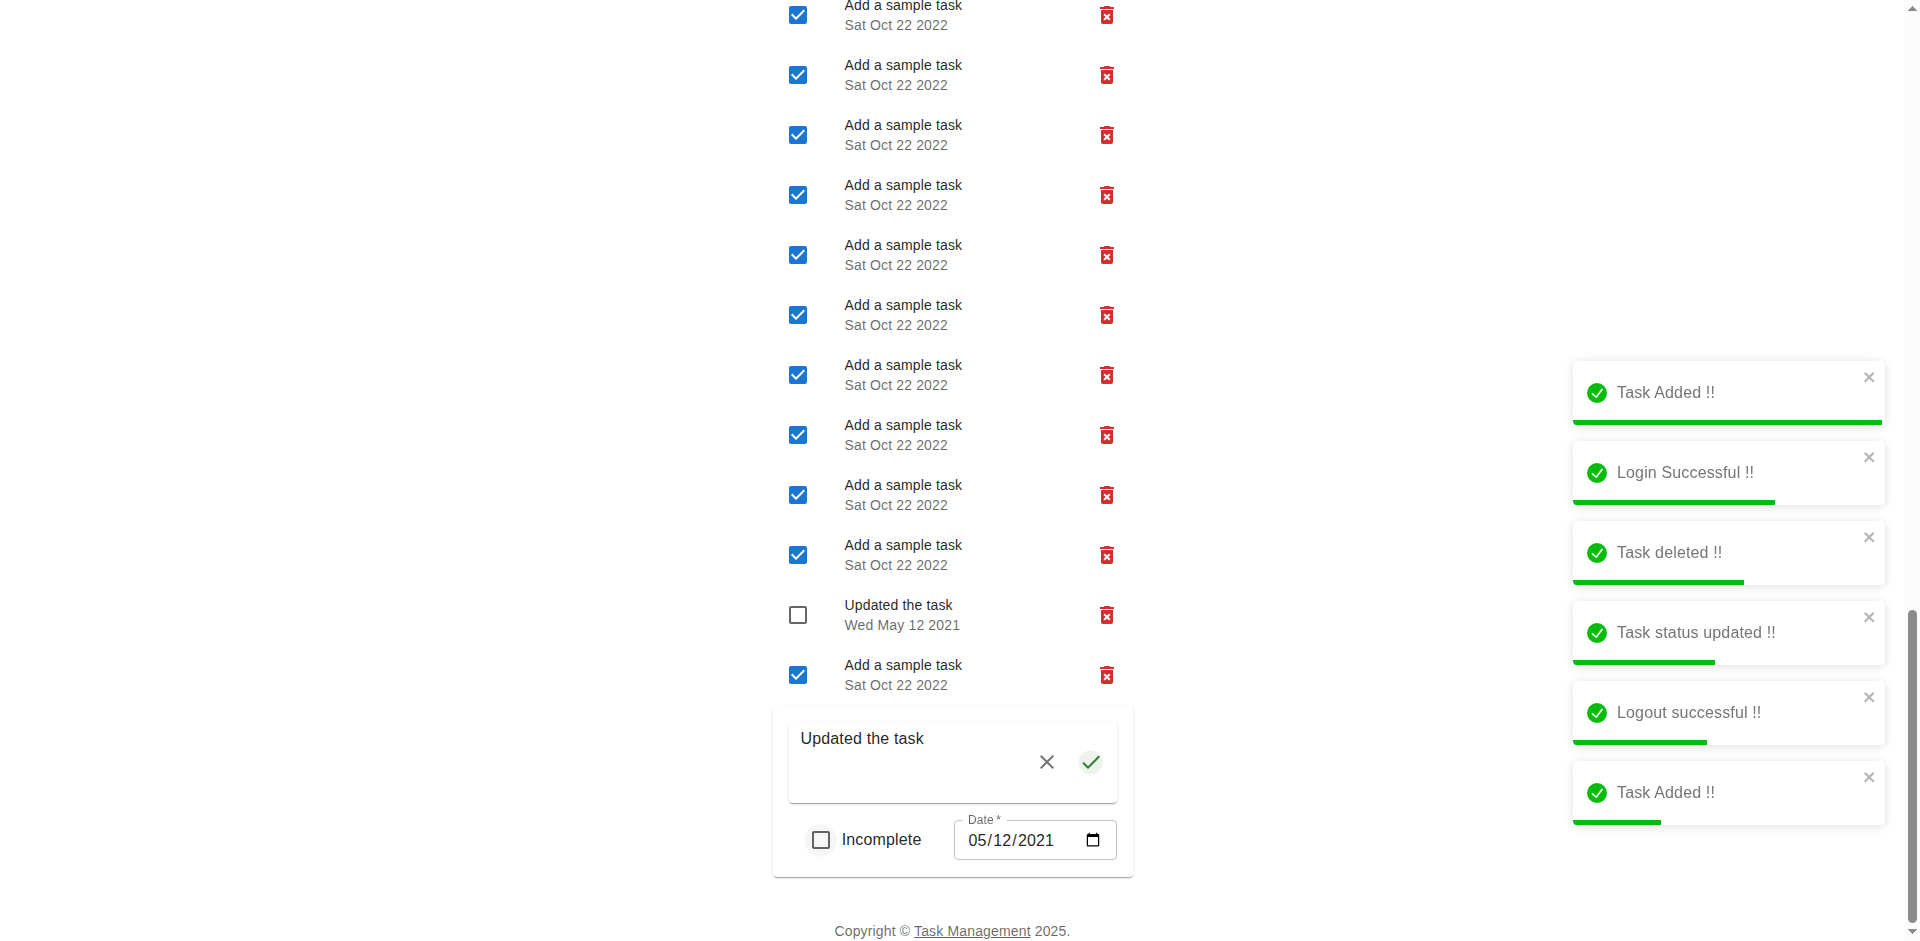 Add a sample task
Sat Oct 22 2022
Add a sample task
Sat Oct 22 2022
Add a sample task
Sat Oct 22 2022
Add a sample task
Sat Oct 22 2022
Add a sample task
Sat Oct 22 2022
Add a sample task
Sat Oct 22 2022
Add a sample task
Sat Oct 22 2022
Add a sample task
Sat Oct 22 2022
Add a sample task
Sat Oct 22 2022
Add a sample task
Sat Oct 22 2022
Updated the task
Wed May 12 2021
Add a sample task
Sat Oct 22 2022
Updated the task
Incomplete
Date *
05/12/2021
Copyright © Task Management 2025.
Task Added !!
Login Successful !!
Task deleted !!
Task status updated !!
Logout successful !!
Task Added !!